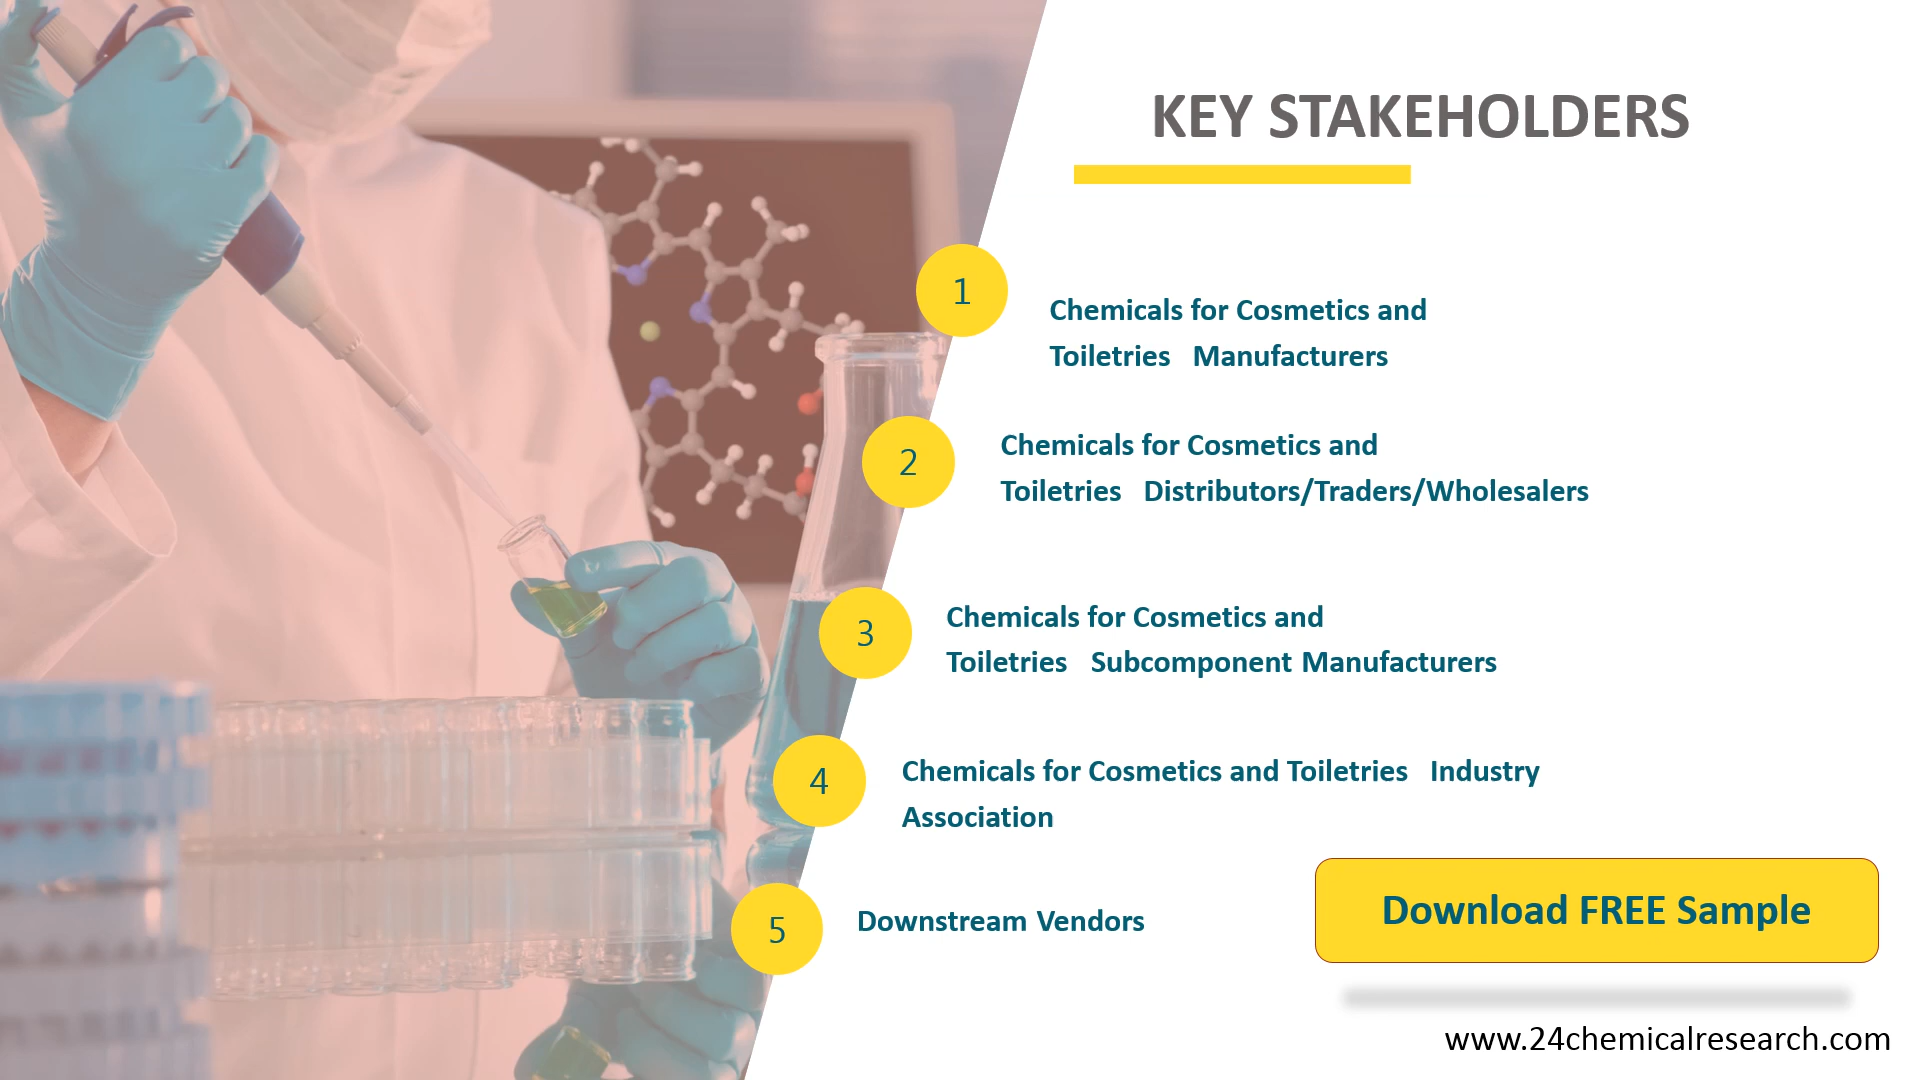 KEY STAKEHOLDERS
1
Chemicals for Cosmetics and
Toiletries Manufacturers
2
Chemicals for Cosmetics and
Toiletries Distributors/Traders/Wholesalers
3
Chemicals for Cosmetics and
Toiletries Subcomponent Manufacturers
4
Chemicals for Cosmetics and Toiletries Industry
Association
5
Downstream Vendors
Download FREE Sample
www.24chemicalresearch.com